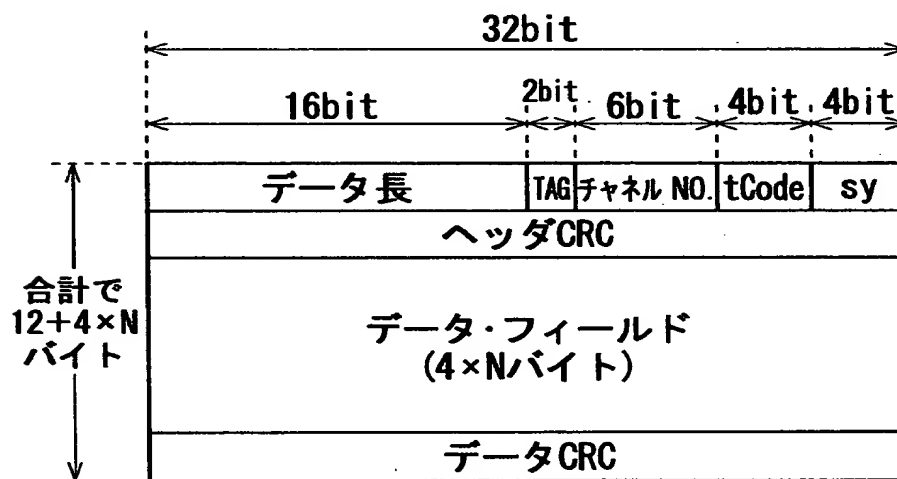 32bit
16bit
2bit
6bit
4bit
4bit
データ長
TAG
チャネル NO.
tCode
sy
ヘッダCRC
合計で
12+4×N
バイト
データ・フィールド
(4×Nバイト)
データCRC